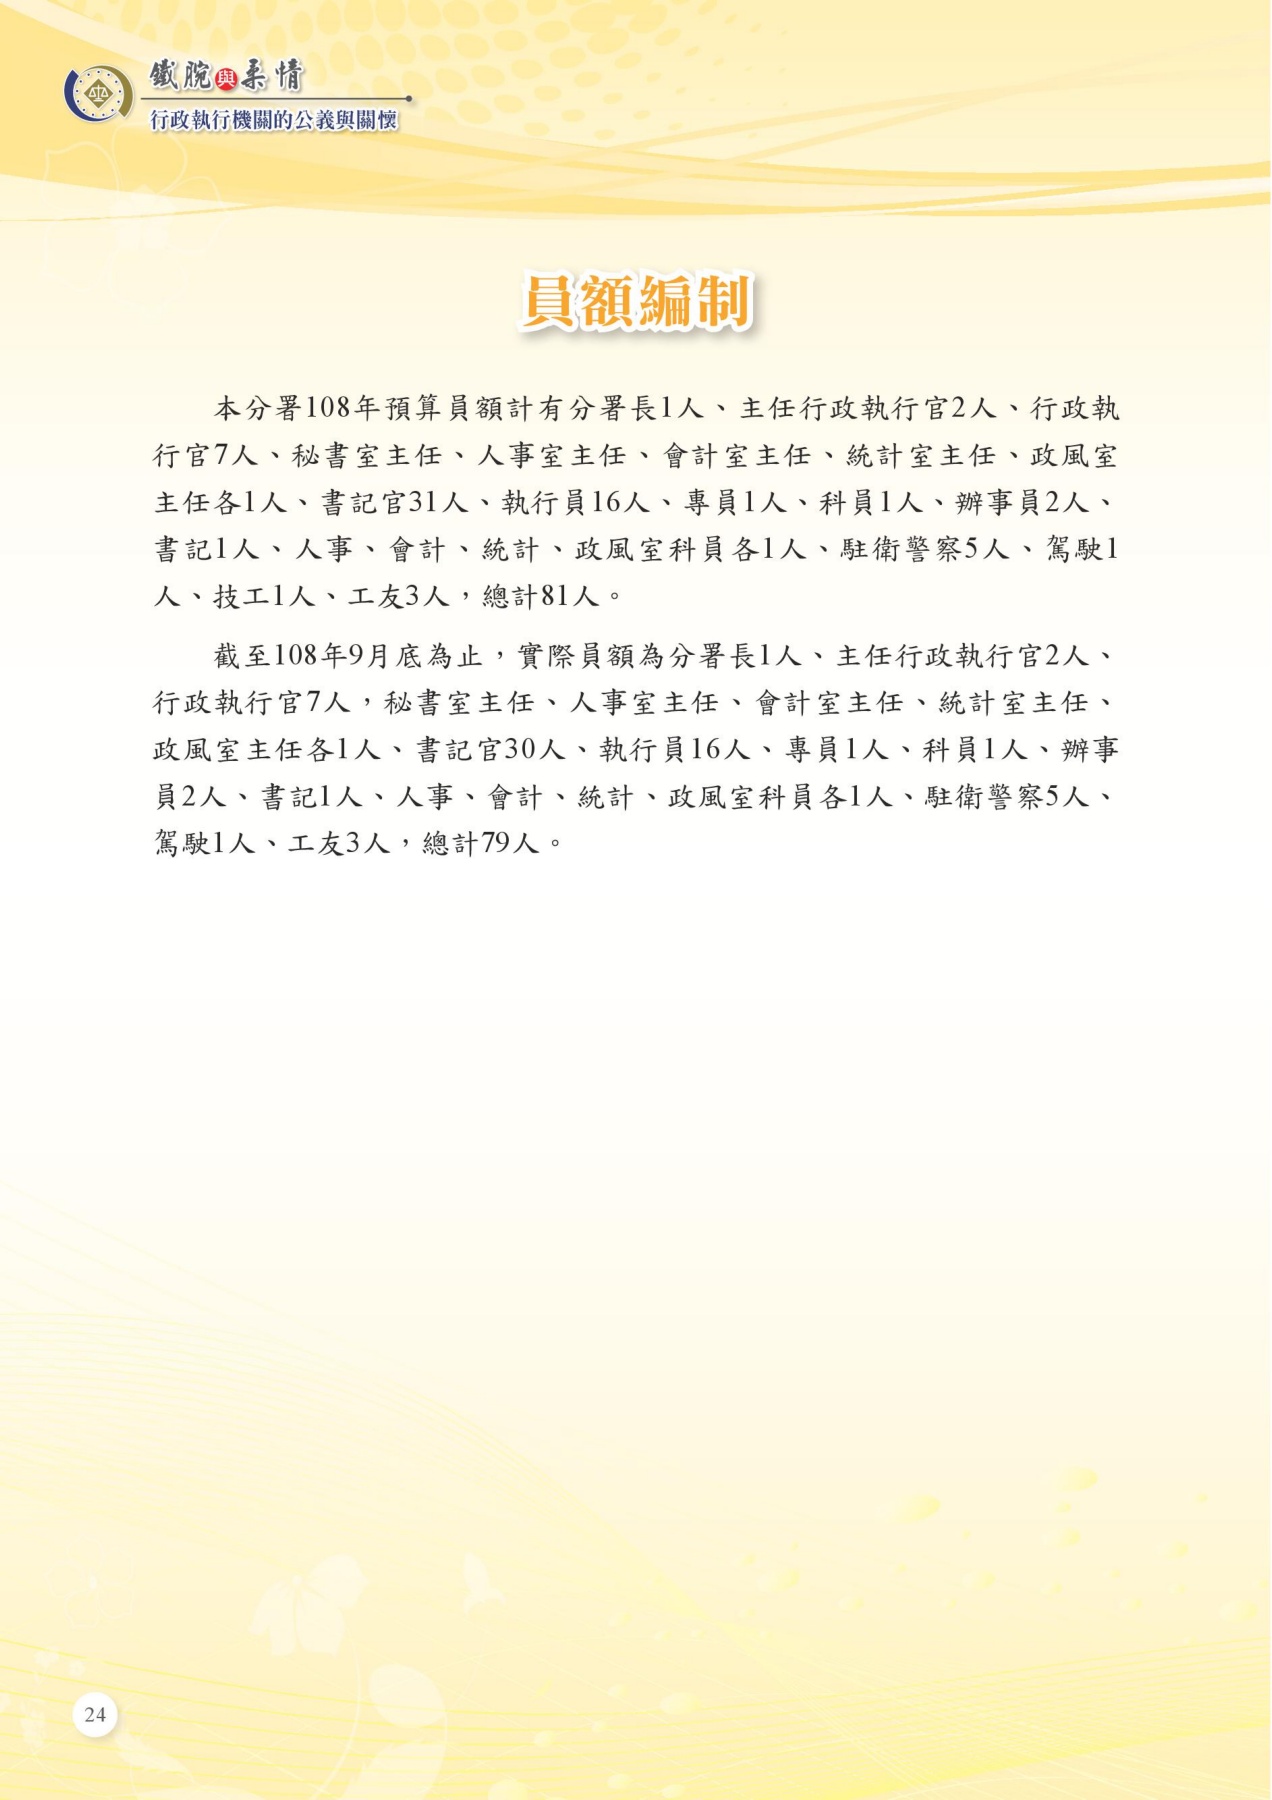 鐵腕與柔情
行政執行機關的公義與關懷
員額編制
本分署108年預算員額計有分署長1人、主任行政執行官2人、行政執
行官7人、秘書室主任、人事室主任、會計室主任、統計室主任、政風室
主任各1人、書記官31人、執行員16人、專員1人、科員1人、辦事員2人、
書記1人、人事、會計、統計、政風室科員各1人、駐衛警察5人、駕駛1
人、技工1人、工友3人，總計81人。
截至108年9月底為止，實際員額為分署長1人、主任行政執行官2人、
行政執行官7人，秘書室主任、人事室主任、會計室主任、統計室主任、
政風室主任各1人、書記官30人、執行員16人、專員1人、科員1人、辦事
員2人、書記1人、人事、會計、統計、政風室科員各1人、駐衛警察5人、
駕駛1人、工友3人，總計79人。
24